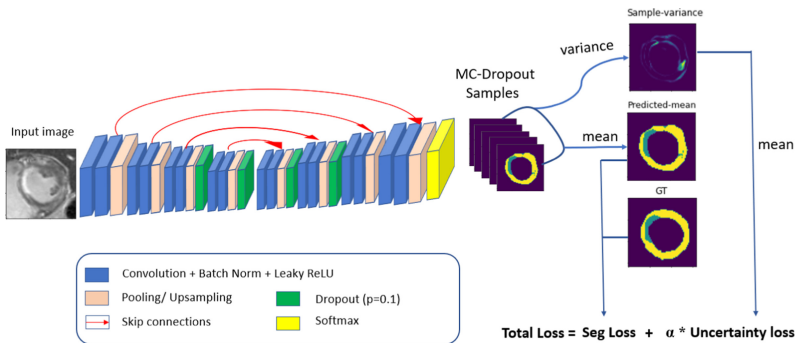 Sample-variance
variance
MC-Dropout
Samples
Input image
Predicted-mean
mean
mean
GT
Convolution + Batch Norm + Leaky ReLU
Pooling/ Upsampling
Dropout (p=0.1)
Skip connections
Softmax
Total Loss = Seg Loss + α * Uncertainty loss